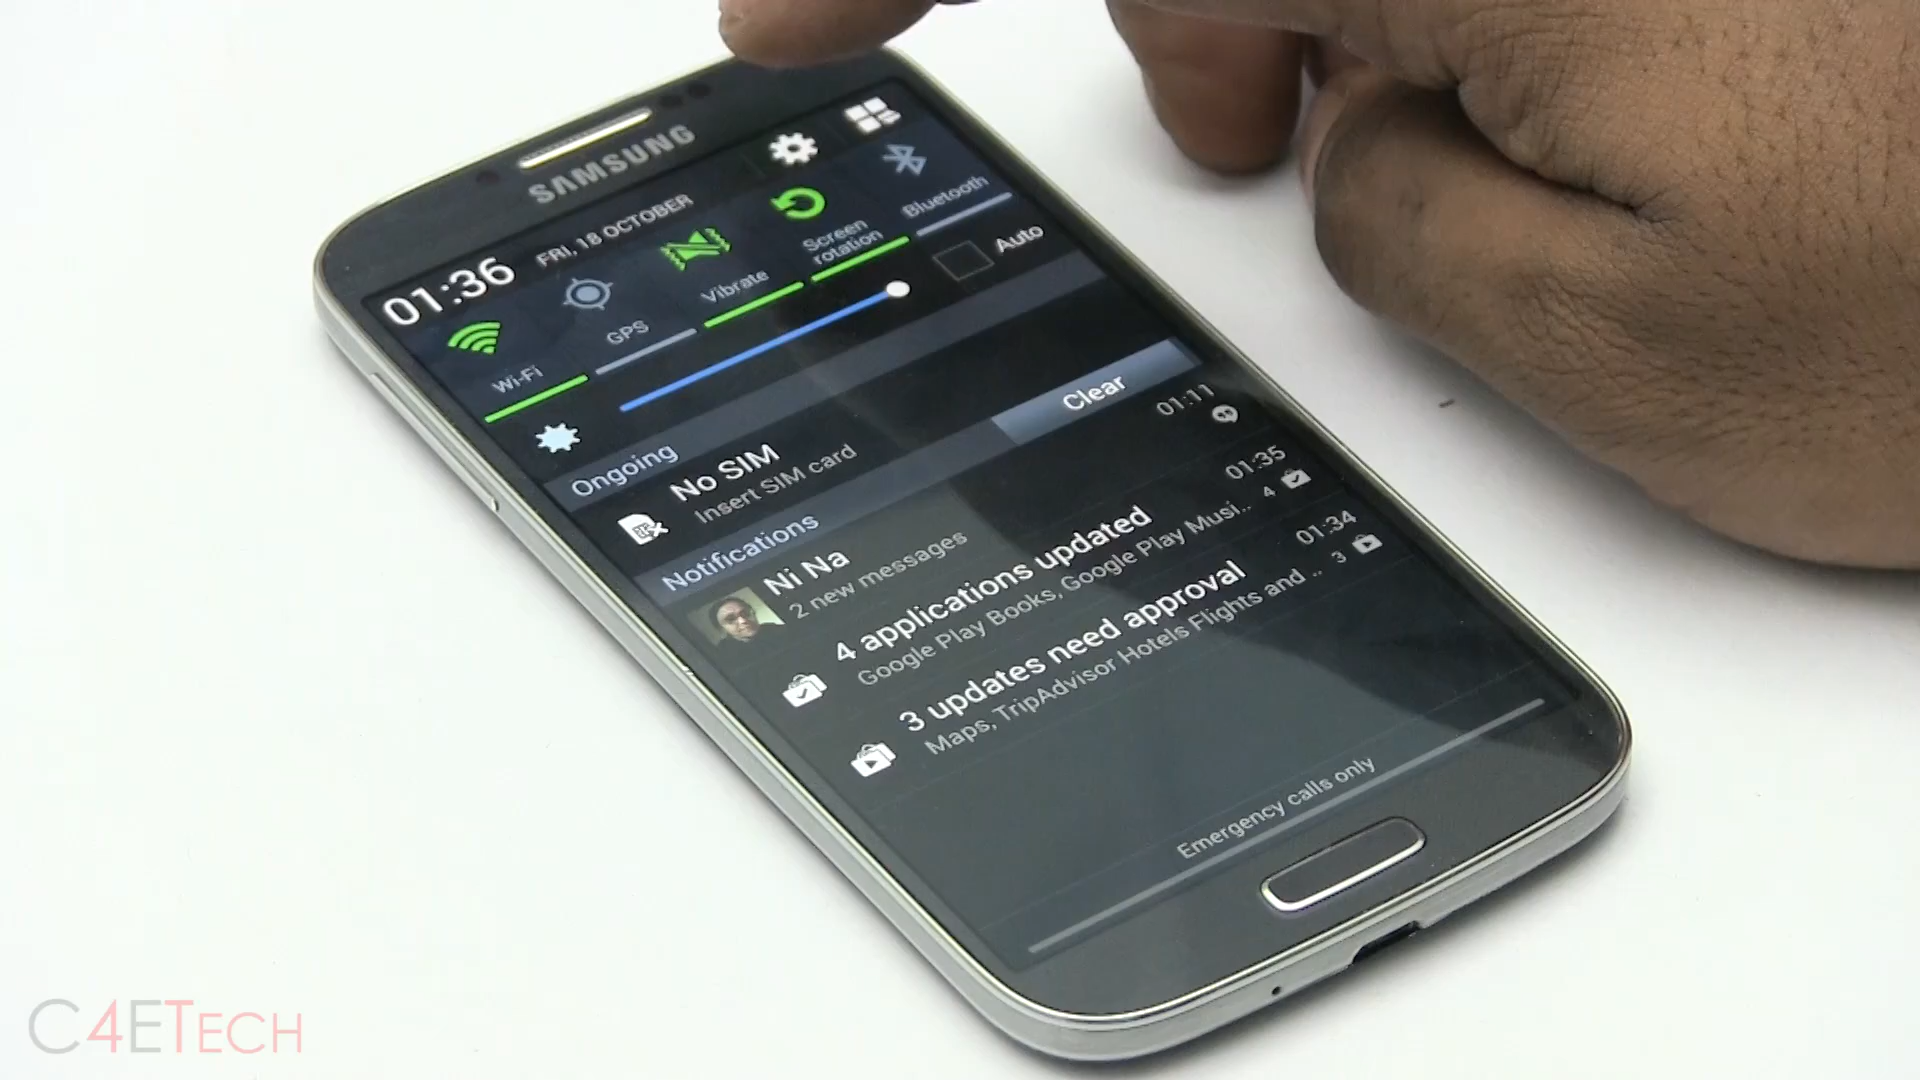 SAMSUNG
01:36 FRI, 18 OCTOBER
Wi-Fi
GPS
Vibrate
Screen
rotation
Bluetooth
Auto
Ongoing
No SIM
Insert SIM card
Notifications
Clear
Ni Na 01:11
2 new messages
4 applications updated 01:35
Google Play Books, Google Play Musi... 4
3 updates need approval 01:34
Maps, TripAdvisor Hotels Flights and ... 3
Emergency calls only
C4ETECH